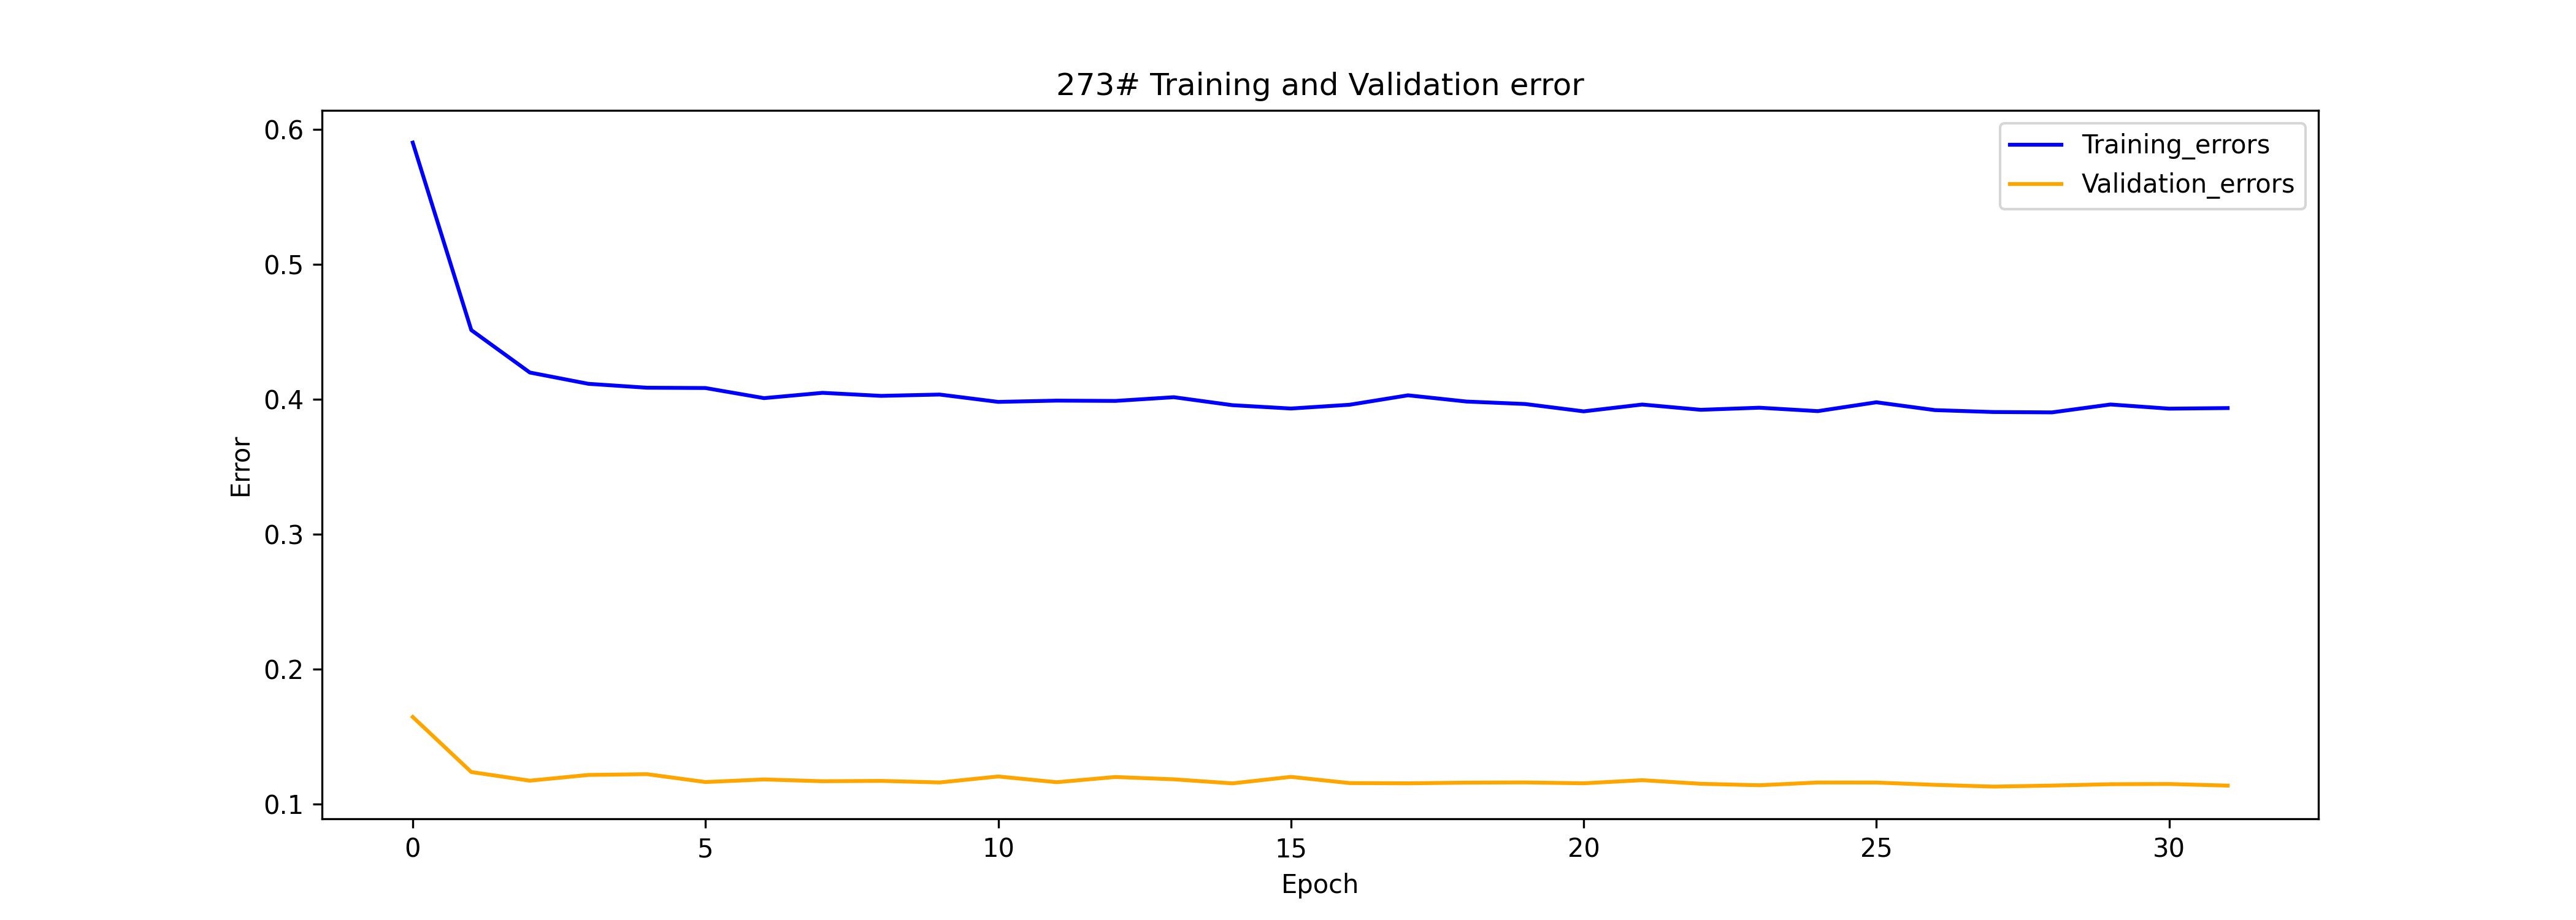 273# Training and Validation error
Training_errors
Validation_errors
0.6
0.5
0.4
0.3
0.2
0.1
Error
0
5
10
15
20
25
30
Epoch